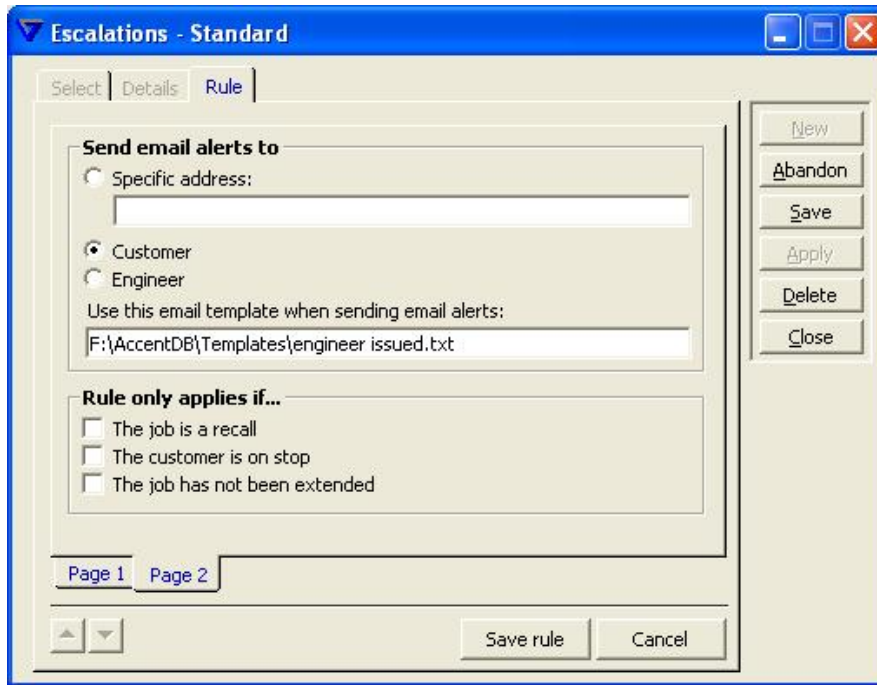 Escalations - Standard
Select Details Rule
Send email alerts to
Specific address:
Customer
Engineer
Use this email template when sending email alerts:
F:\AccentDB\Templates\engineer issued.txt
Rule only applies if...
The job is a recall
The customer is on stop
The job has not been extended
Page 1 Page 2
Save rule Cancel
New
Abandon
Save
Apply
Delete
Close